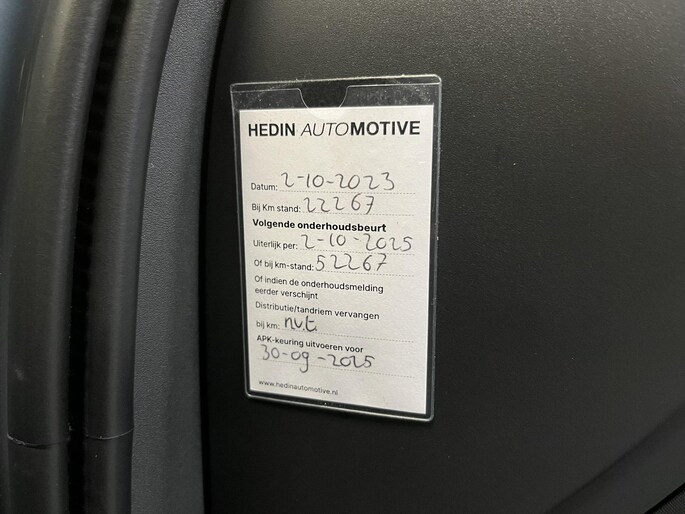 HEDIN AUTOMOTIVE
Datum: 2-10-2023
Bij Km stand: 22267
Volgende onderhoudsbeurt
Uiterlijk per: 2-10-2025
Of bij km-stand: 52267
Of indien de onderhoudsmelding
eerder verschijnt
Distributie/tandriem vervangen
bij km: n.v.t.
APK-keuring uitvoeren voor
30-09-2025
www.hedinautomotive.nl